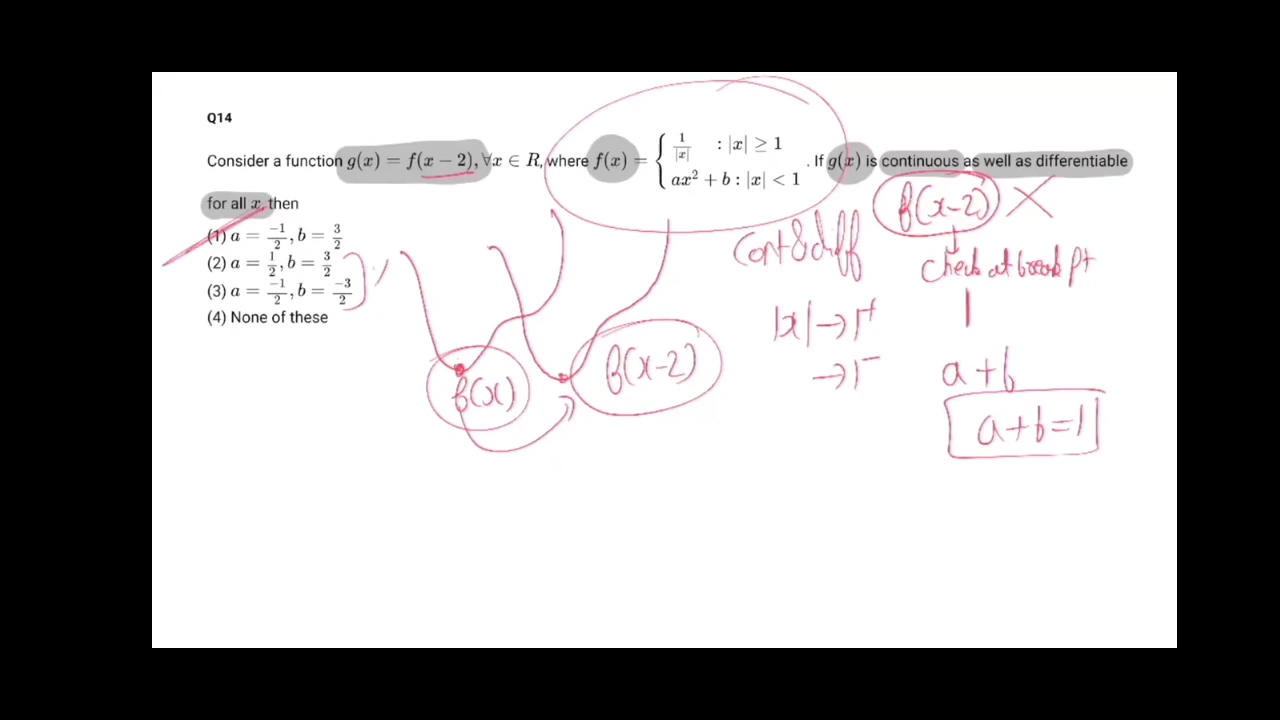 Q14
Consider a function g(x) = f(x − 2), ∀x ∈ R, where f(x) = { 1/|x| : |x| ≥ 1
ax² + b : |x| < 1 . If g(x) is continuous as well as differentiable
for all x, then
(1) a = −1/2, b = 3/2
(2) a = 1/2, b = 3/2
(3) a = −1/2, b = −3/2
(4) None of these
f(x-2) ×
Cont & diff
check at break pt
|x| → 1⁺
1
→ 1⁻
a+b
a+b=1
f(x)
f(x-2)